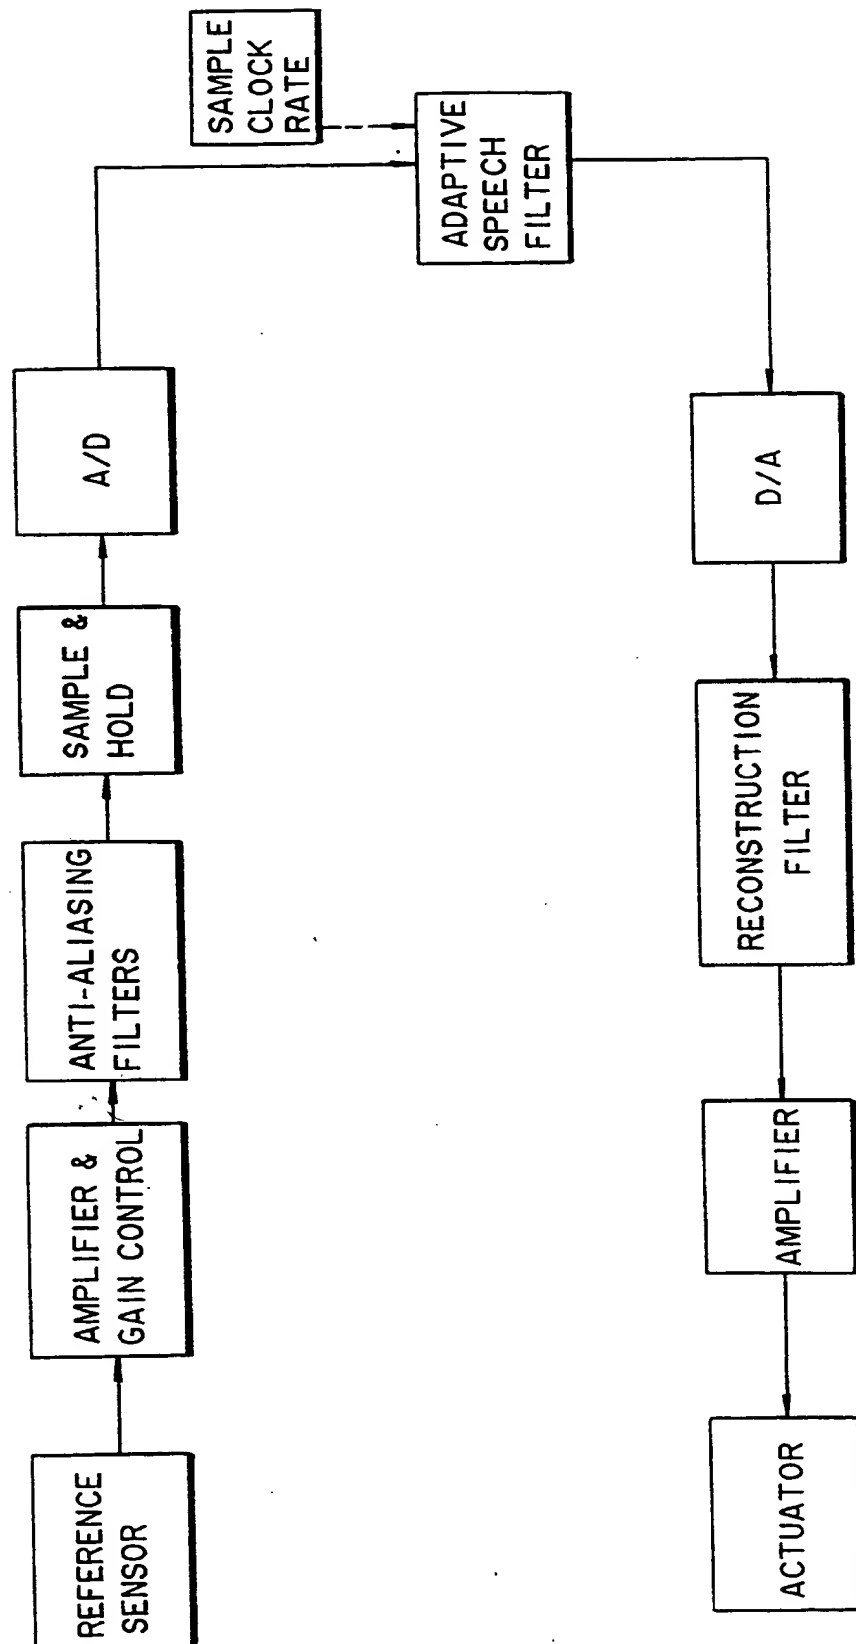 REFERENCE
SENSOR
AMPLIFIER &
GAIN CONTROL
ANTI-ALIASING
FILTERS
SAMPLE &
HOLD
A/D
SAMPLE
CLOCK
RATE
ADAPTIVE
SPEECH
FILTER
D/A
RECONSTRUCTION
FILTER
AMPLIFIER
ACTUATOR